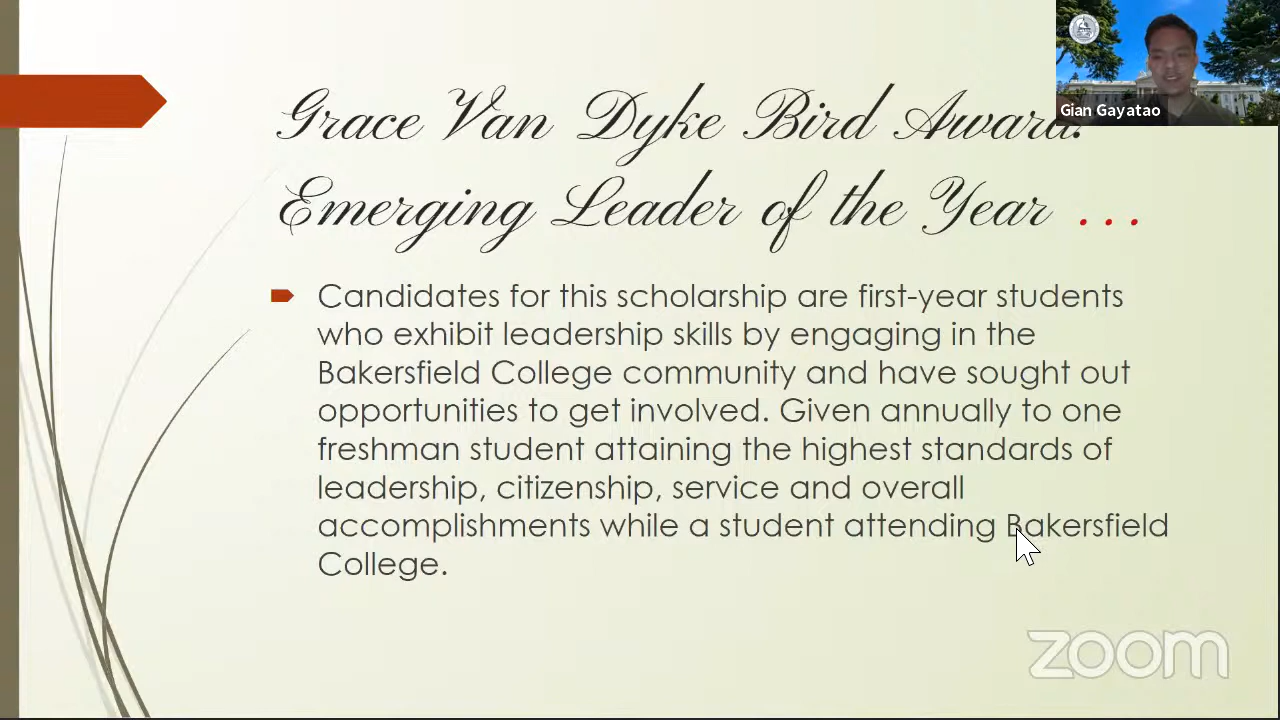 Gian Gayatao
Grace Van Dyke Bird Award:
Emerging Leader of the Year ...
Candidates for this scholarship are first-year students
who exhibit leadership skills by engaging in the
Bakersfield College community and have sought out
opportunities to get involved. Given annually to one
freshman student attaining the highest standards of
leadership, citizenship, service and overall
accomplishments while a student attending Bakersfield
College.
zoom